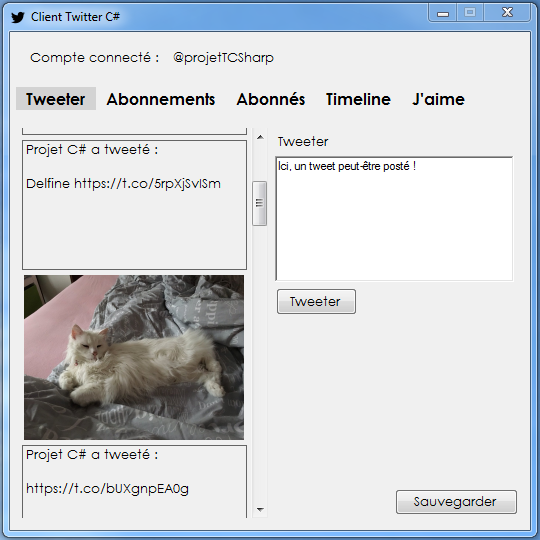 Client Twitter C#
Compte connecté : @projetTCSharp
Tweeter Abonnements Abonnés Timeline J'aime
Projet C# a tweeté :
Delfine https://t.co/5rpXjSvlSm
Projet C# a tweeté :
https://t.co/bUXgnpEA0g
Tweeter
Ici, un tweet peut-être posté !
Tweeter
Sauvegarder